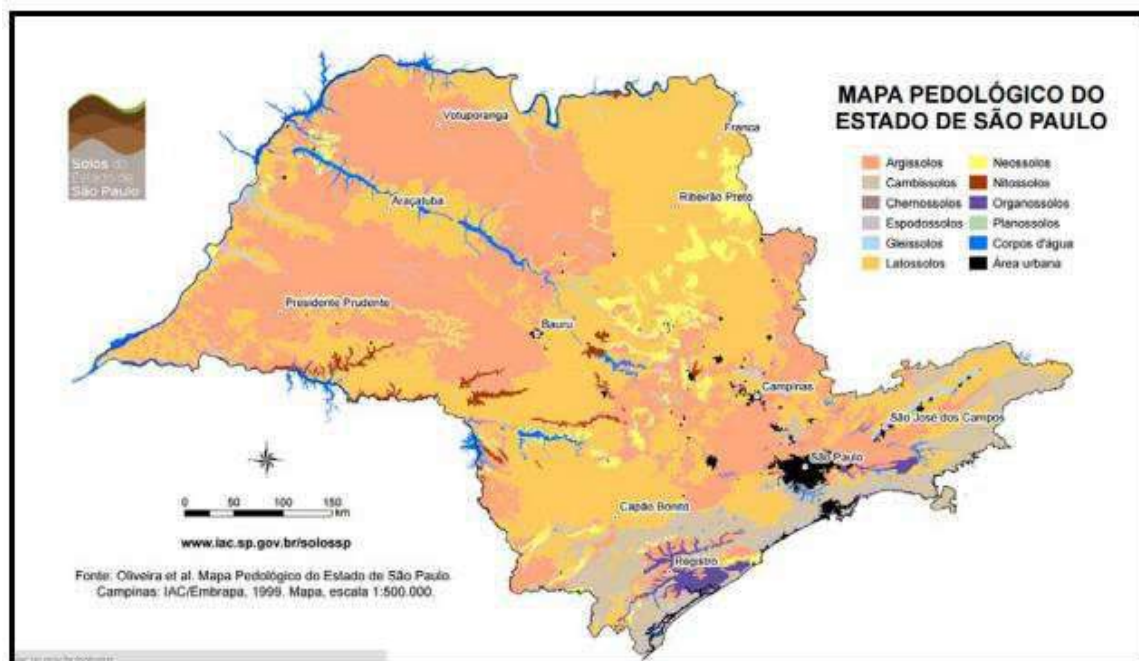 MAPA PEDOLÓGICO DO
ESTADO DE SÃO PAULO
Solos do
Estado de
São Paulo
Argissolos
Cambissolos
Chernossolos
Espodossolos
Gleissolos
Latossolos
Neossolos
Nitossolos
Organossolos
Planossolos
Corpos d'água
Área urbana
Votuporanga
Franca
Ribeirão Preto
Araçatuba
Presidente Prudente
Bauru
Campinas
São José dos Campos
São Paulo
Capão Bonito
Registro
0 50 100 150
km
www.iac.sp.gov.br/solossp
Fonte: Oliveira et al. Mapa Pedológico do Estado de São Paulo.
Campinas: IAC/Embrapa, 1999. Mapa, escala 1:500.000.